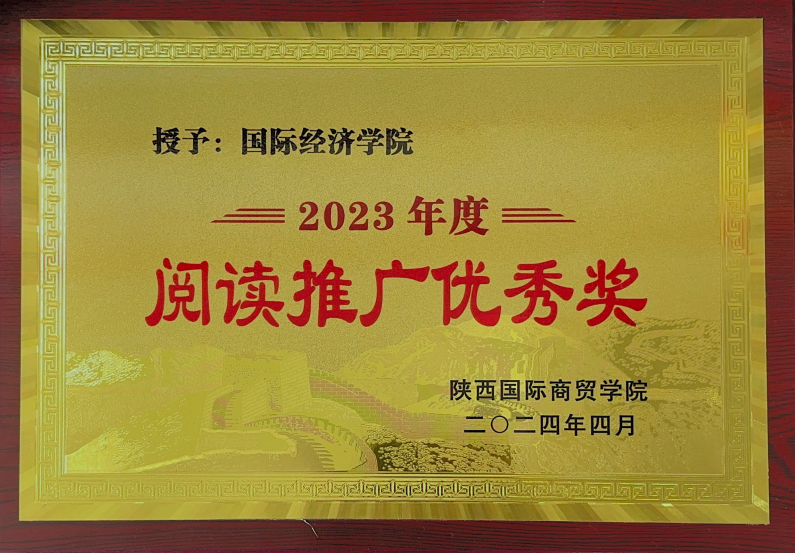 授予：国际经济学院
2023年度
阅读推广优秀奖
陕西国际商贸学院
二〇二四年四月